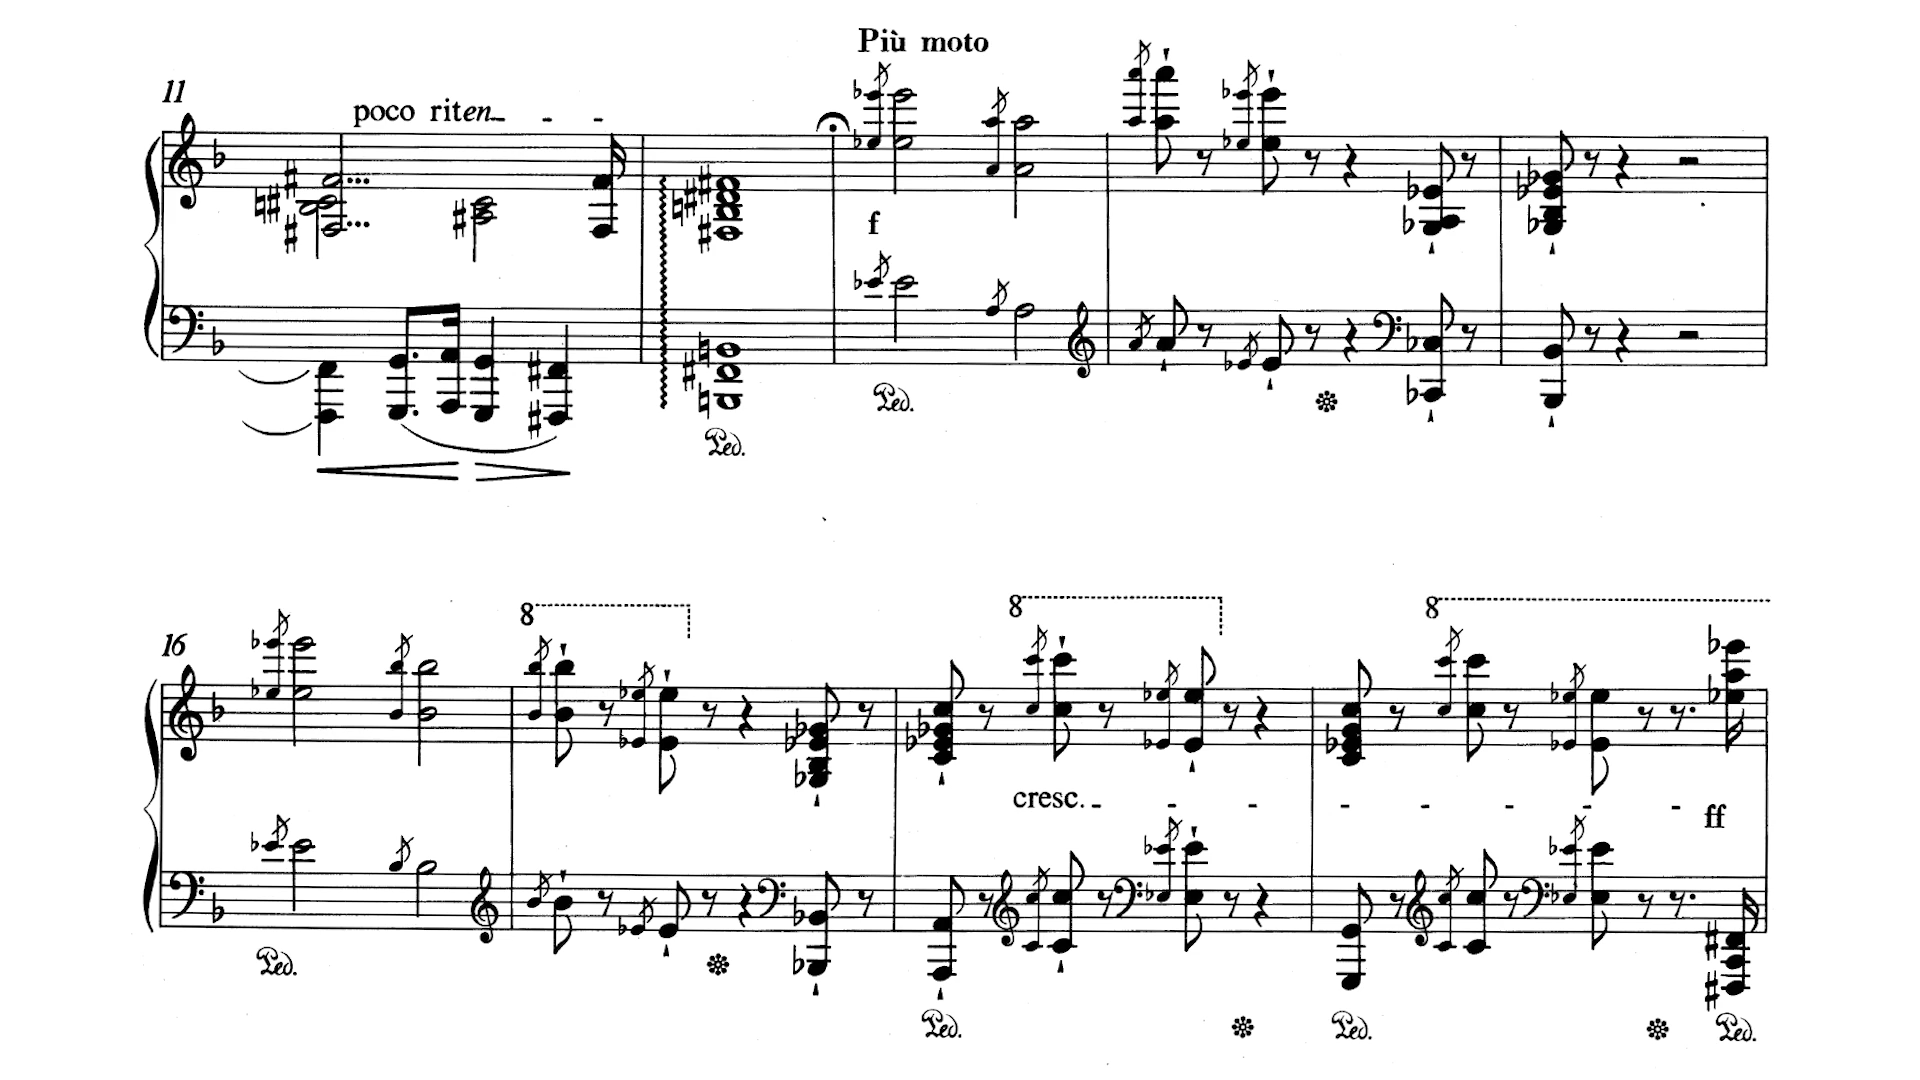 Più moto
11
poco riten
f
Ped. Ped.
16
8 8 8
cresc.
ff
Ped. Ped. Ped. Ped.